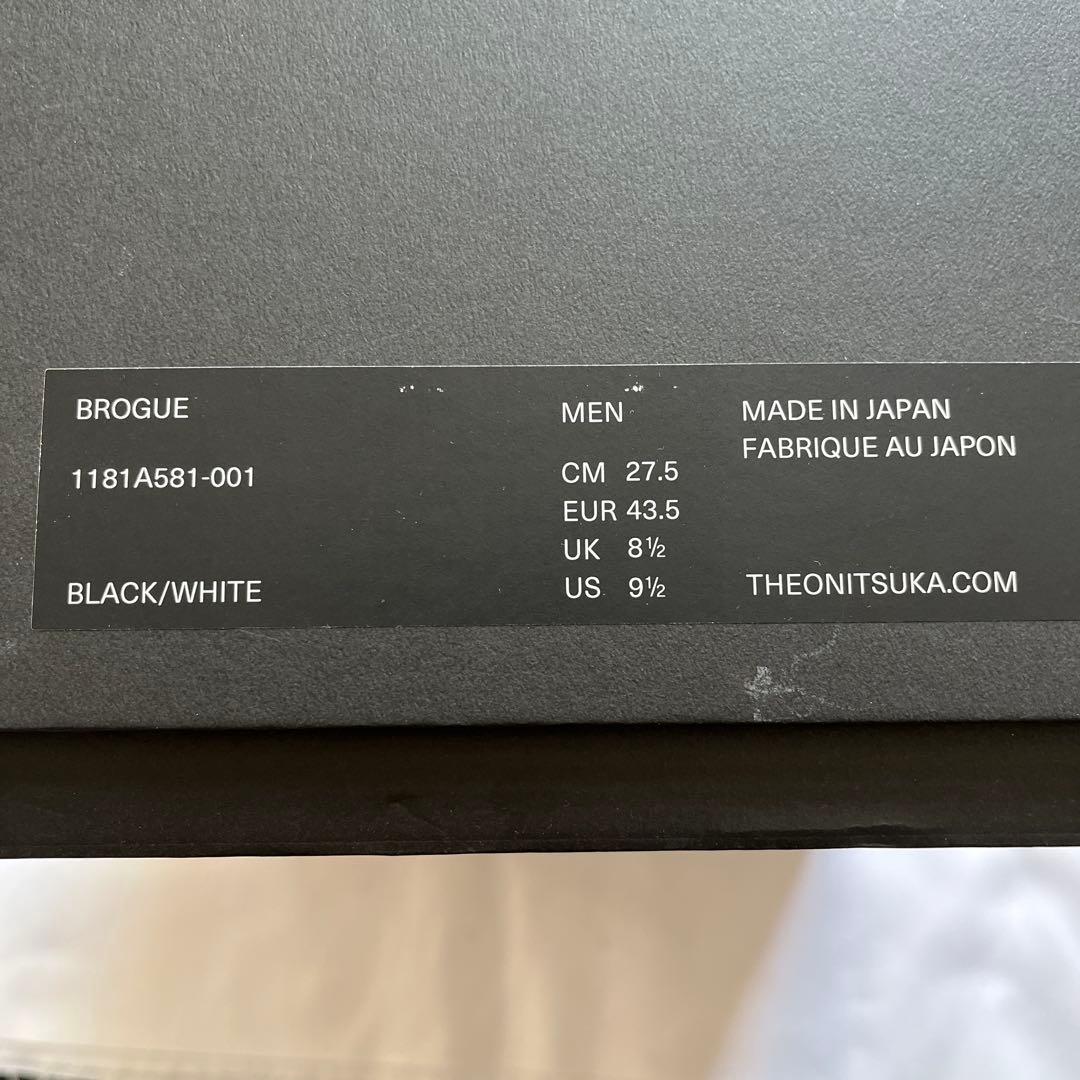 BROGUE
1181A581-001
BLACK/WHITE
MEN
CM 27.5
EUR 43.5
UK 8½
US 9½
MADE IN JAPAN
FABRIQUE AU JAPON
THEONITSUKA.COM